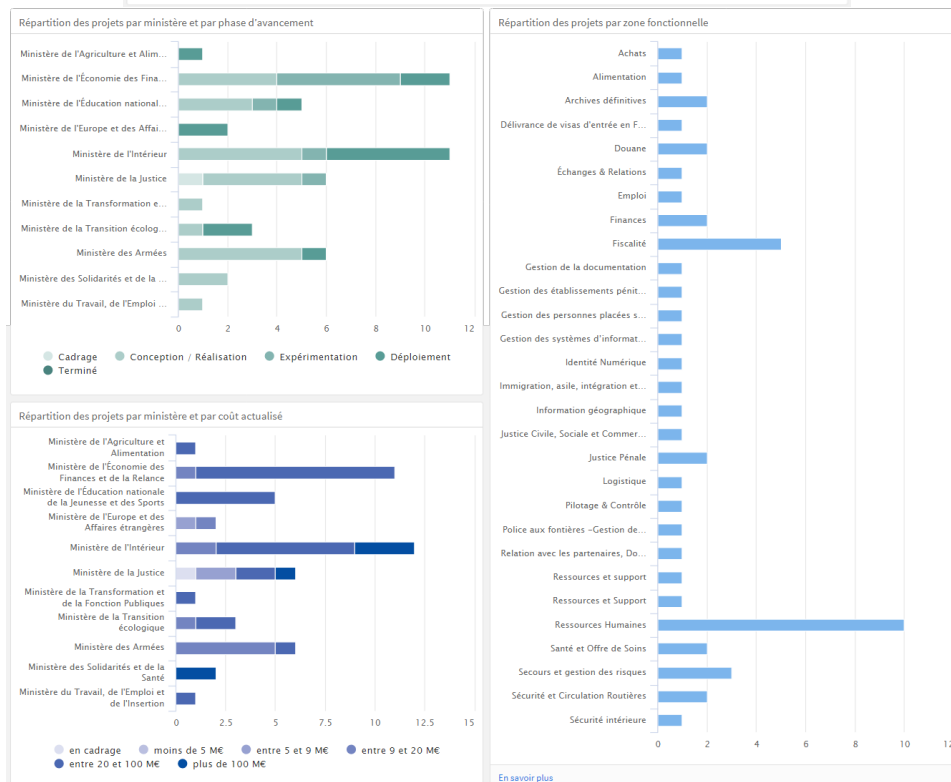 Répartition des projets par ministère et par phase d'avancement
Ministère de l'Agriculture et Alim...
Ministère de l'Économie des Fina...
Ministère de l'Éducation national...
Ministère de l'Europe et des Affai...
Ministère de l'Intérieur
Ministère de la Justice
Ministère de la Transformation e...
Ministère de la Transition écolog...
Ministère des Armées
Ministère des Solidarités et de la ...
Ministère du Travail, de l'Emploi ...
0 2 4 6 8 10 12
Cadrage Conception / Réalisation Expérimentation Déploiement
Terminé
Répartition des projets par ministère et par coût actualisé
Ministère de l'Agriculture et
Alimentation
Ministère de l'Économie des
Finances et de la Relance
Ministère de l'Éducation nationale
de la Jeunesse et des Sports
Ministère de l'Europe et des
Affaires étrangères
Ministère de l'Intérieur
Ministère de la Justice
Ministère de la Transformation et
de la Fonction Publiques
Ministère de la Transition
écologique
Ministère des Armées
Ministère des Solidarités et de la
Santé
Ministère du Travail, de l'Emploi et
de l'Insertion
0 2.5 5 7.5 10 12.5 15
en cadrage moins de 5 M€ entre 5 et 9 M€ entre 9 et 20 M€
entre 20 et 100 M€ plus de 100 M€
Répartition des projets par zone fonctionnelle
Achats
Alimentation
Archives définitives
Délivrance de visas d'entrée en F...
Douane
Échanges & Relations
Emploi
Finances
Fiscalité
Gestion de la documentation
Gestion des établissements pénit...
Gestion des personnes placées s...
Gestion des systèmes d'informat...
Identité Numérique
Immigration, asile, intégration et...
Information géographique
Justice Civile, Sociale et Commer...
Justice Pénale
Logistique
Pilotage & Contrôle
Police aux fontières –Gestion de...
Relation avec les partenaires, Do...
Ressources et support
Ressources et Support
Ressources Humaines
Santé et Offre de Soins
Secours et gestion des risques
Sécurité et Circulation Routières
Sécurité intérieure
0 2 4 6 8 10 12
En savoir plus